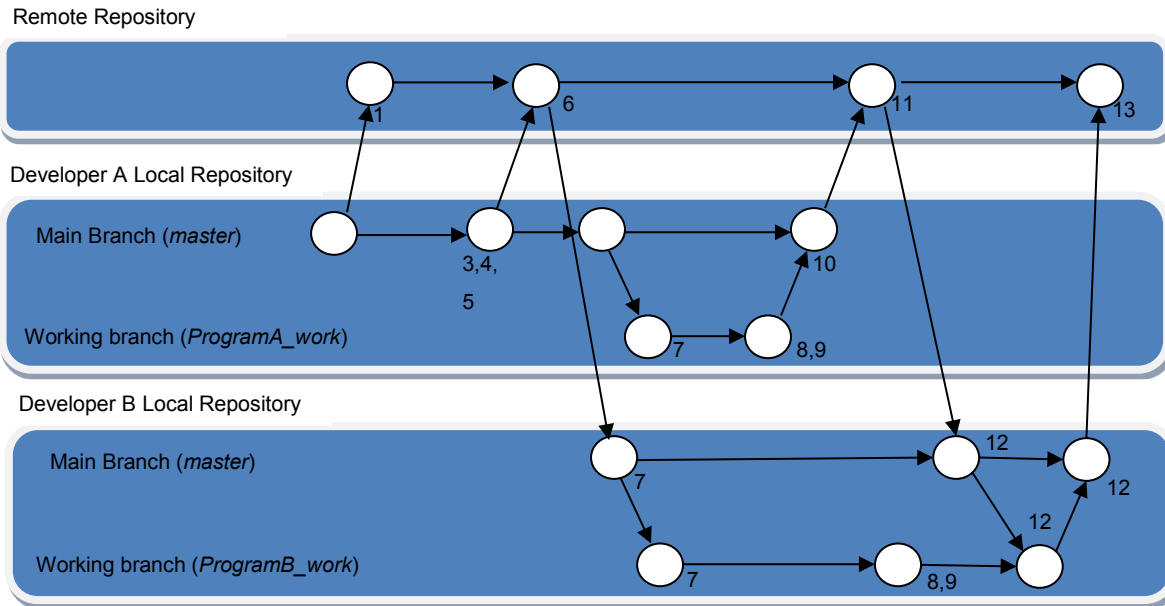 Remote Repository
1
6
11
13
Developer A Local Repository
Main Branch (master)
3,4,
5
10
Working branch (ProgramA_work)
7
8,9
Developer B Local Repository
Main Branch (master)
7
12
12
12
Working branch (ProgramB_work)
7
8,9